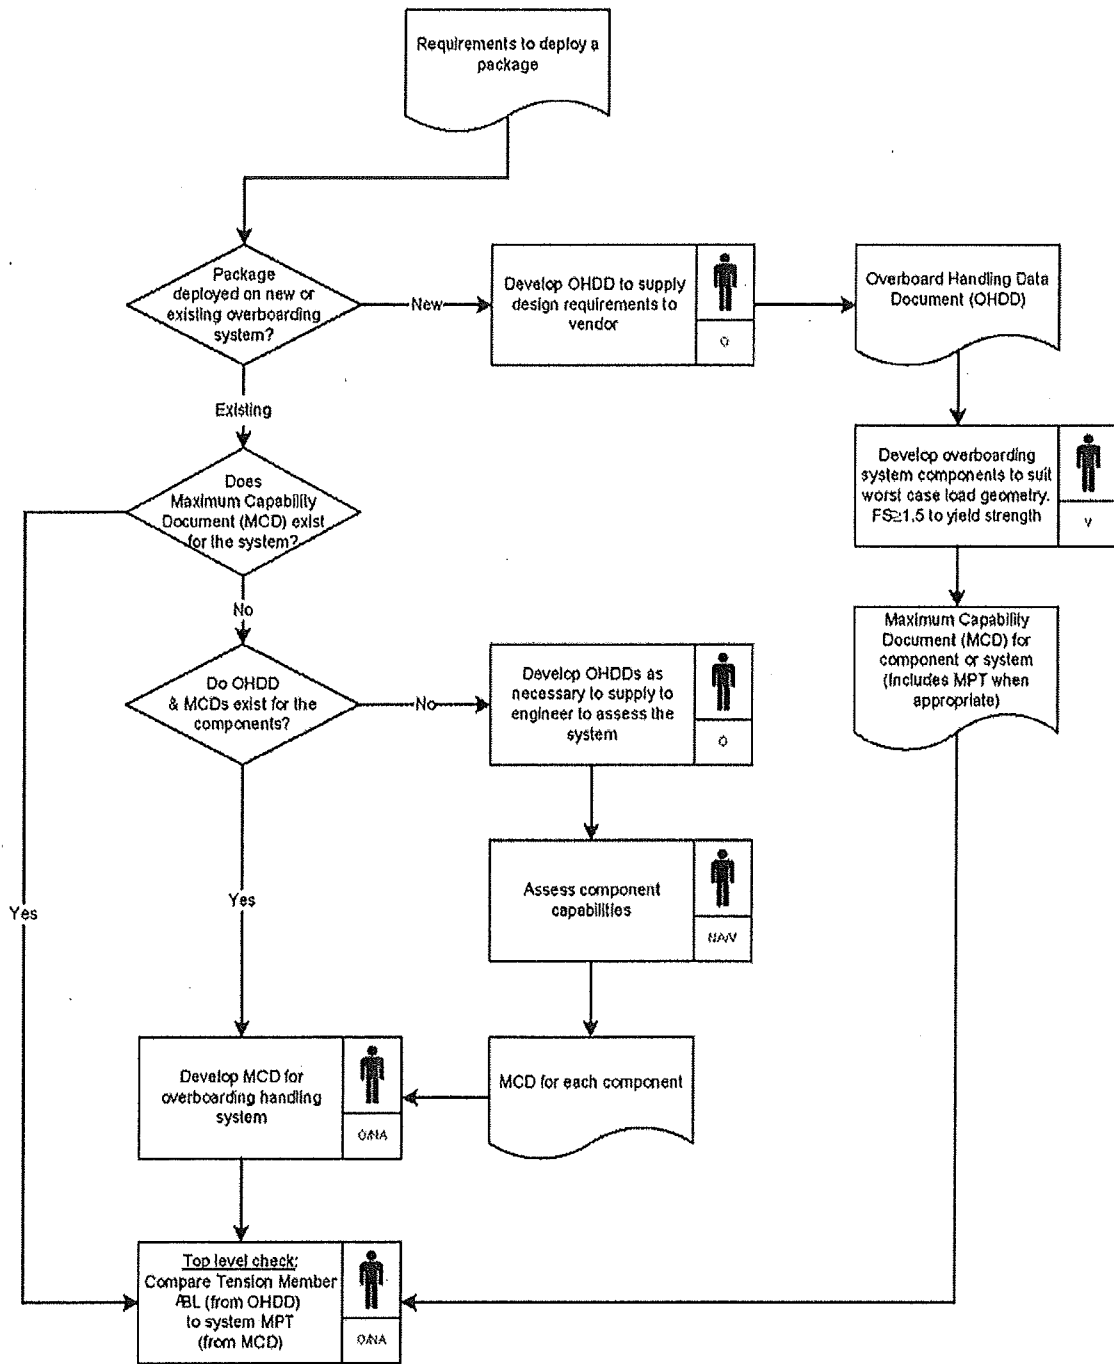 Requirements to deploy a
package
Package
deployed on new or
existing overboarding
system?
New
Develop OHDD to supply
design requirements to
vendor
O
Overboard Handling Data
Document (OHDD)
Existing
Develop overboarding
system components to suit
worst case load geometry.
FS≥1.5 to yield strength
V
Does
Maximum Capability
Document (MCD) exist
for the system?
No
Maximum Capability
Document (MCD) for
component or system
(Includes MPT when
appropriate)
Do OHDD
& MCDs exist for the
components?
No
Develop OHDDs as
necessary to supply to
engineer to assess the
system
O
Assess component
capabilities
NA/V
Yes
Yes
Develop MCD for
overboarding handling
system
O/NA
MCD for each component
Top level check:
Compare Tension Member
(from OHDD)
to system MPT
(from MCD)
O/NA